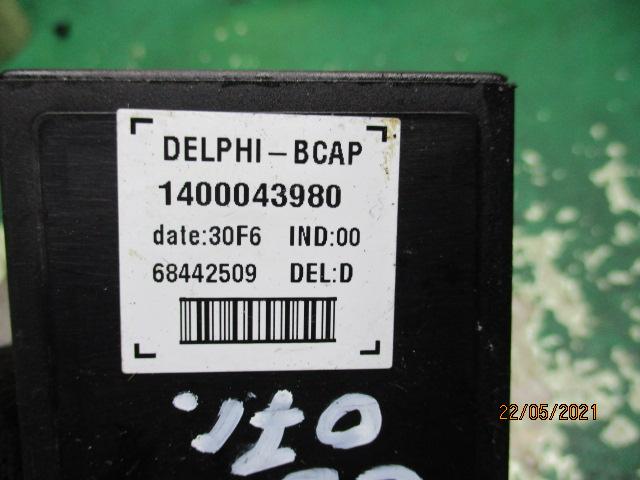 DELPHI-BCAP
1400043980
date:30F6 IND:00
68442509 DEL:D
22/05/2021